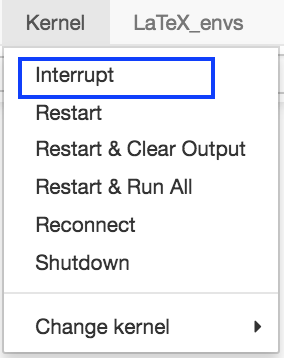 Kernel LaTeX_envs
Interrupt
Restart
Restart & Clear Output
Restart & Run All
Reconnect
Shutdown
Change kernel